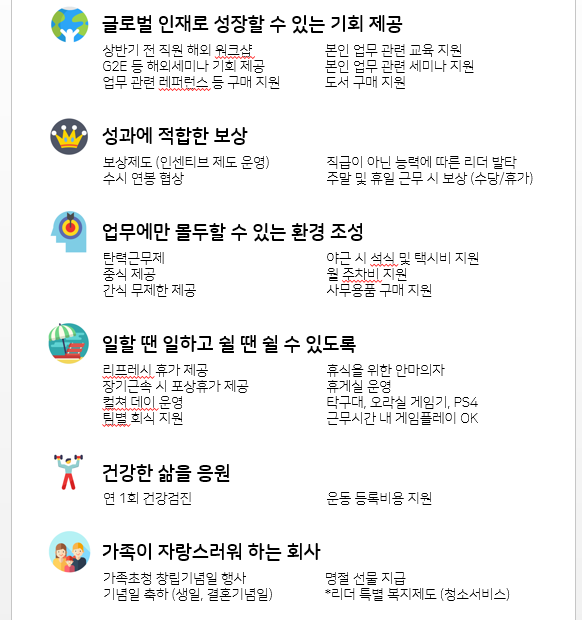 글로벌 인재로 성장할 수 있는 기회 제공
상반기 전 직원 해외 워크샵
본인 업무 관련 교육 지원
G2E 등 해외세미나 기회 제공
본인 업무 관련 세미나 지원
업무 관련 레퍼런스 등 구매 지원
도서 구매 지원
성과에 적합한 보상
보상제도 (인센티브 제도 운영)
직급이 아닌 능력에 따른 리더 발탁
수시 연봉 협상
주말 및 휴일 근무 시 보상 (수당/휴가)
업무에만 몰두할 수 있는 환경 조성
탄력근무제
야근 시 석식 및 택시비 지원
중식 제공
월 주차비 지원
간식 무제한 제공
사무용품 구매 지원
일할 땐 일하고 쉴 땐 쉴 수 있도록
리프레시 휴가 제공
휴식을 위한 안마의자
장기근속 시 포상휴가 제공
휴게실 운영
컬쳐 데이 운영
탁구대, 오락실 게임기, PS4
팀별 회식 지원
근무시간 내 게임플레이 OK
건강한 삶을 응원
연 1회 건강검진
운동 등록비용 지원
가족이 자랑스러워 하는 회사
가족초청 창립기념일 행사
명절 선물 지급
기념일 축하 (생일, 결혼기념일)
*리더 특별 복지제도 (청소서비스)